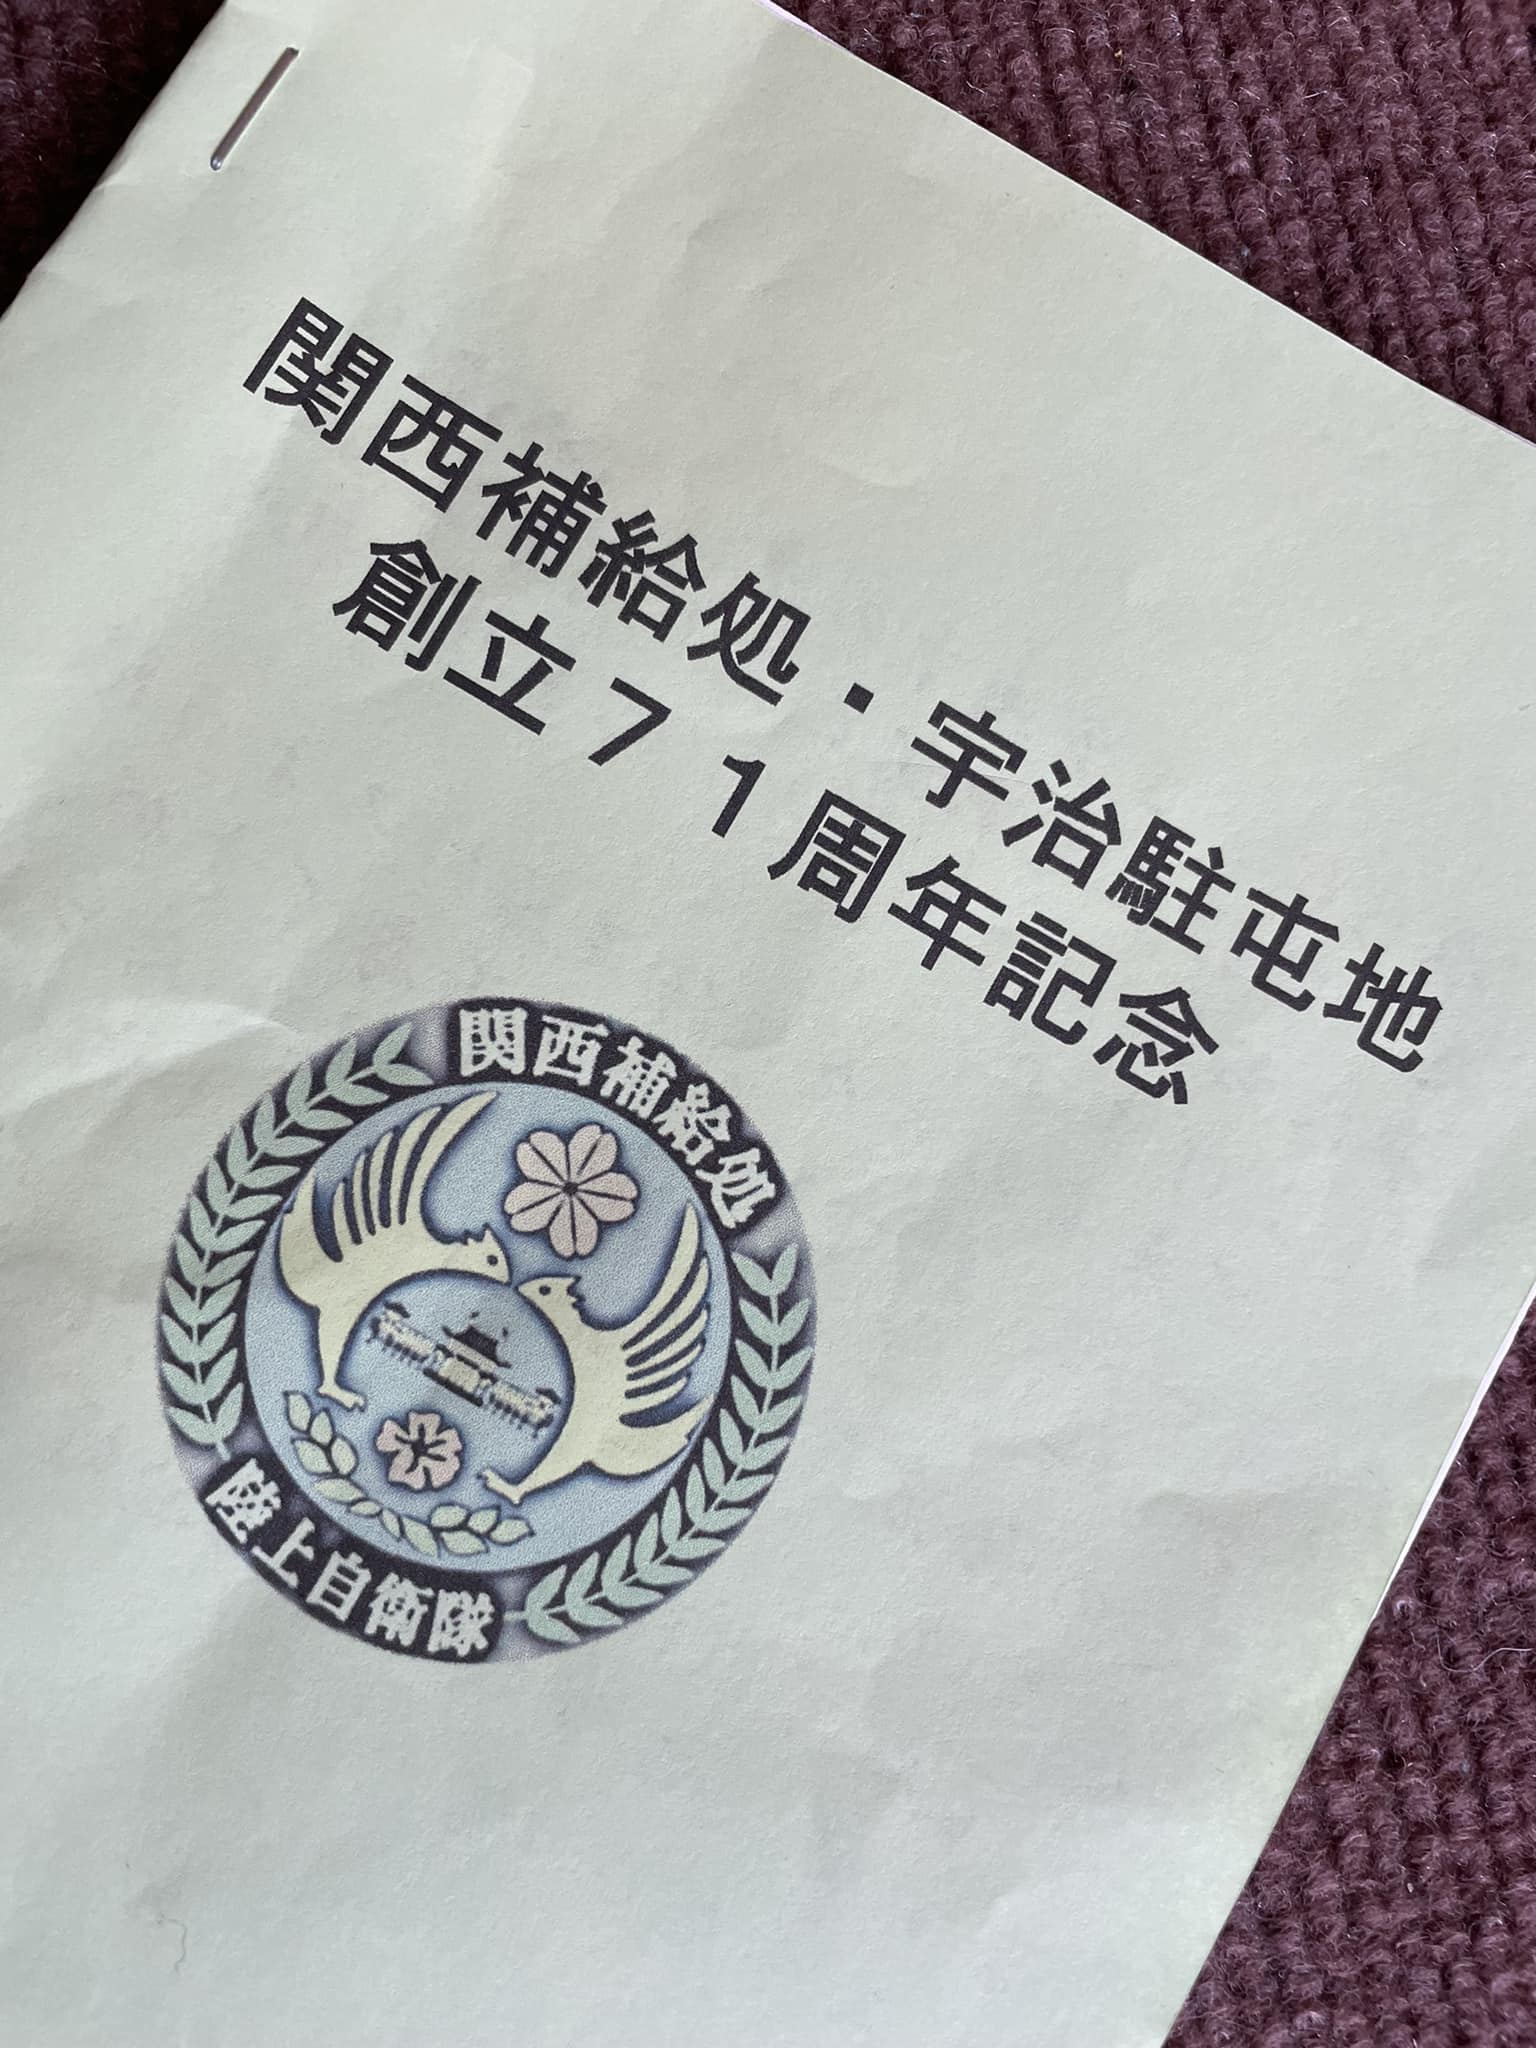 関西補給処・宇治駐屯地
創立７１周年記念
関西補給処
陸上自衛隊